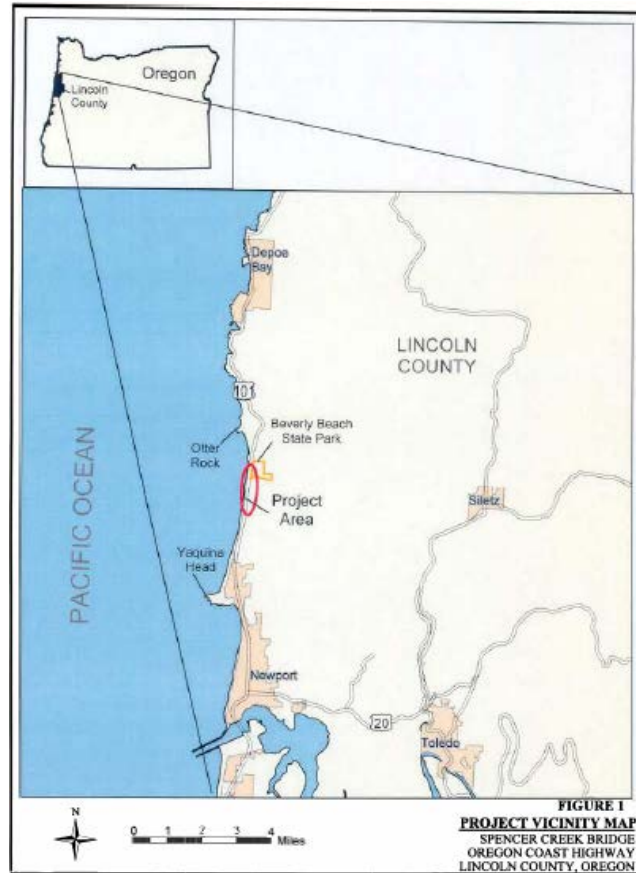 Oregon
Lincoln
County
Depoe
Bay
LINCOLN
COUNTY
101
Beverly Beach
State Park
Otter
Rock
Project
Area
Siletz
PACIFIC OCEAN
Yaquina
Head
Newport
20
Toledo
N
0 1 2 3 4
Miles
FIGURE 1
PROJECT VICINITY MAP
SPENCER CREEK BRIDGE
OREGON COAST HIGHWAY
LINCOLN COUNTY, OREGON